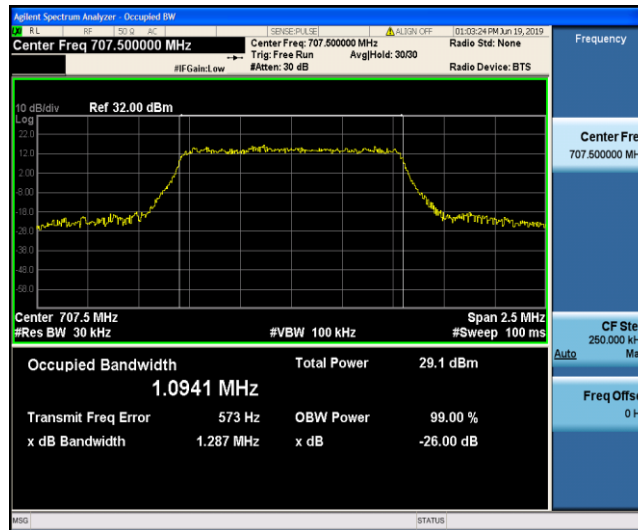 Agilent Spectrum Analyzer - Occupied BW
RL RF 50 Ω AC SENSE:PULSE ALIGN OFF 01:03:24 PM Jun 19, 2019
Center Freq 707.500000 MHz
Center Freq: 707.500000 MHz
Radio Std: None
Trig: Free Run Avg|Hold: 30/30
#IFGain:Low
#Atten: 30 dB
Radio Device: BTS
10 dB/div Ref 32.00 dBm
Log
22.0
12.0
2.00
-8.00
-18.0
-28.0
-38.0
-48.0
-58.0
Center 707.5 MHz Span 2.5 MHz
#Res BW 30 kHz #VBW 100 kHz #Sweep 100 ms
Occupied Bandwidth Total Power 29.1 dBm
1.0941 MHz
Transmit Freq Error 573 Hz OBW Power 99.00 %
x dB Bandwidth 1.287 MHz x dB -26.00 dB
MSG STATUS
Frequency
Center Fre
707.500000 MH
CF Ste
250.000 kH
Auto Ma
Freq Offs
0 H